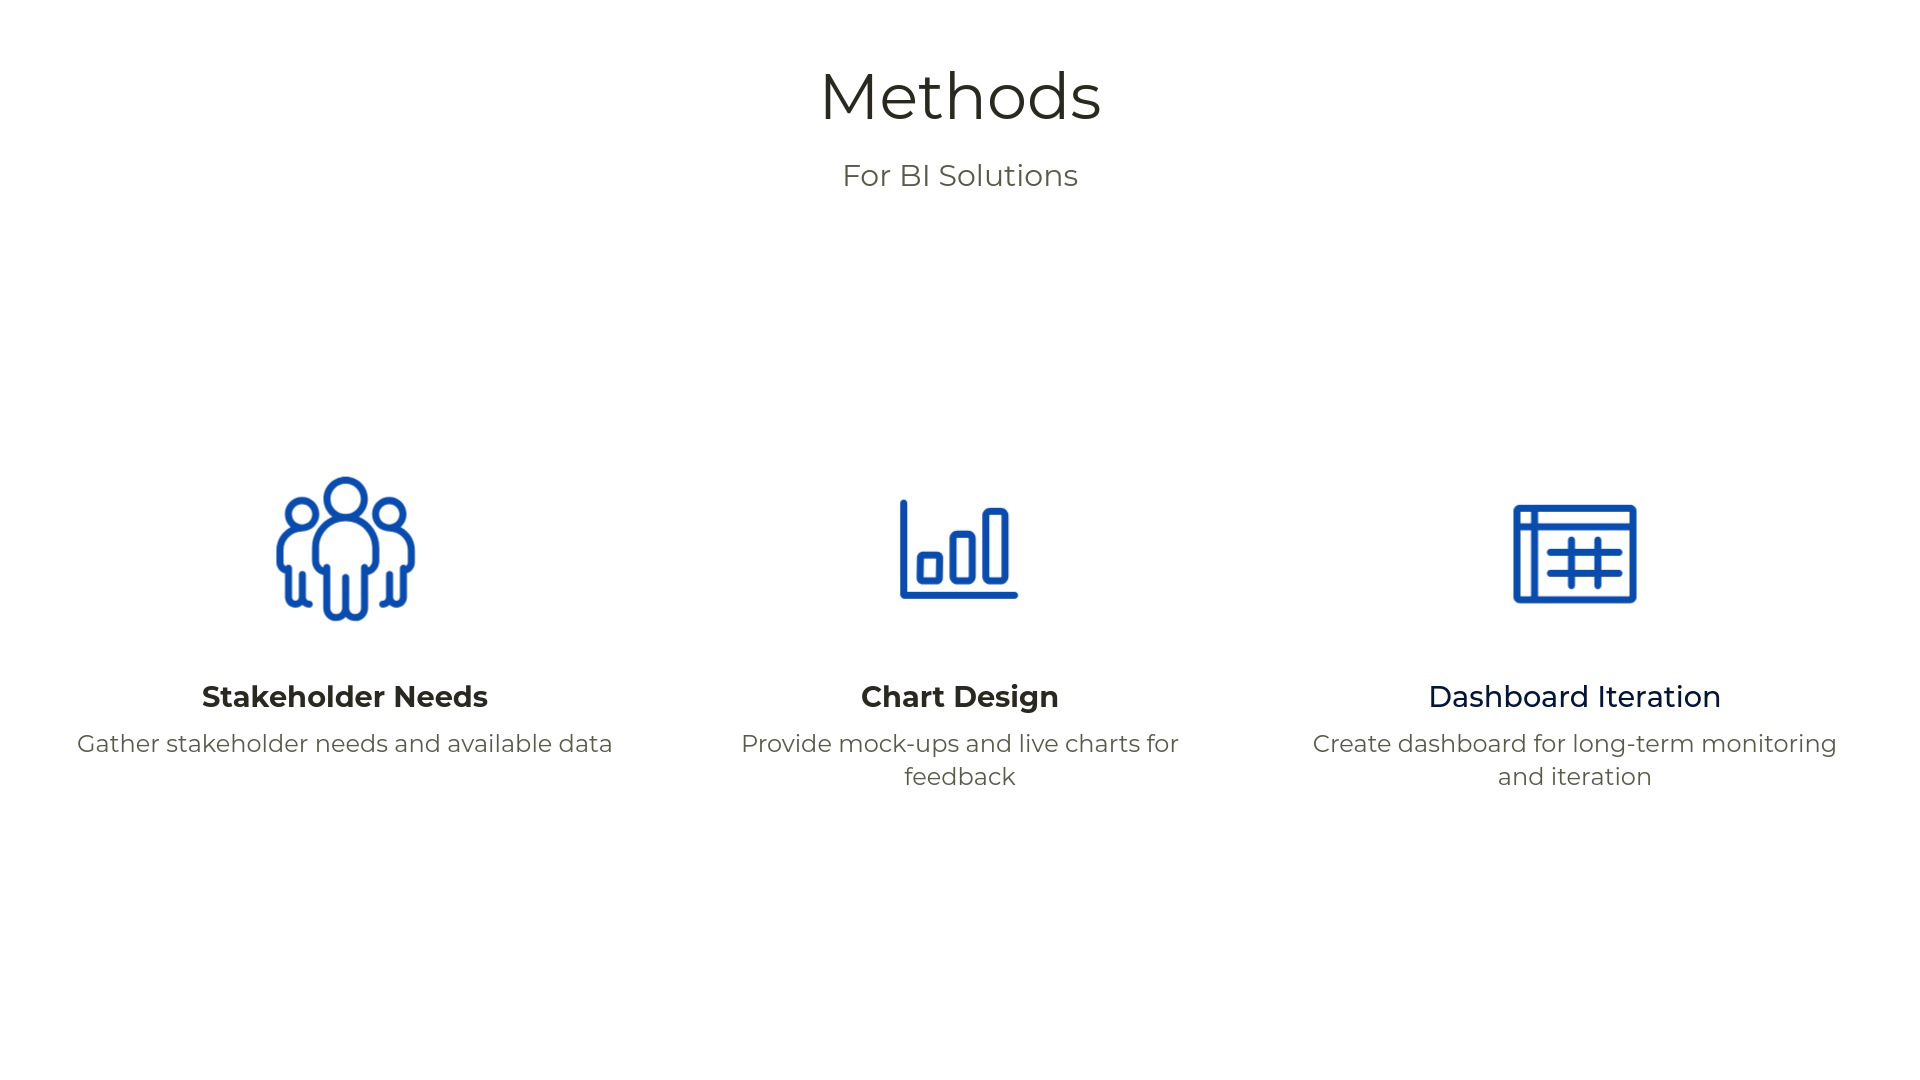 Methods
For BI Solutions
Stakeholder Needs
Gather stakeholder needs and available data
Chart Design
Provide mock-ups and live charts for
feedback
Dashboard Iteration
Create dashboard for long-term monitoring
and iteration